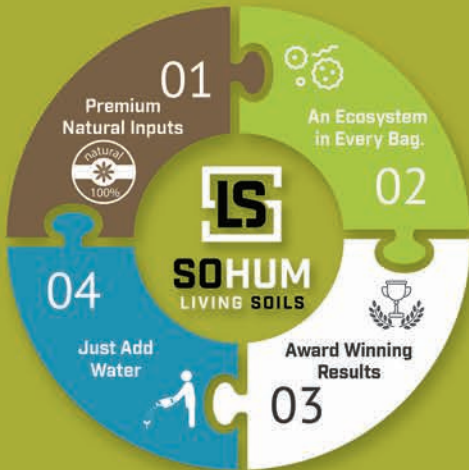 01
Premium
Natural Inputs
natural
100%
An Ecosystem
in Every Bag.
02
LS
SOHUM
LIVING SOILS
04
Just Add
Water
Award Winning
Results
03